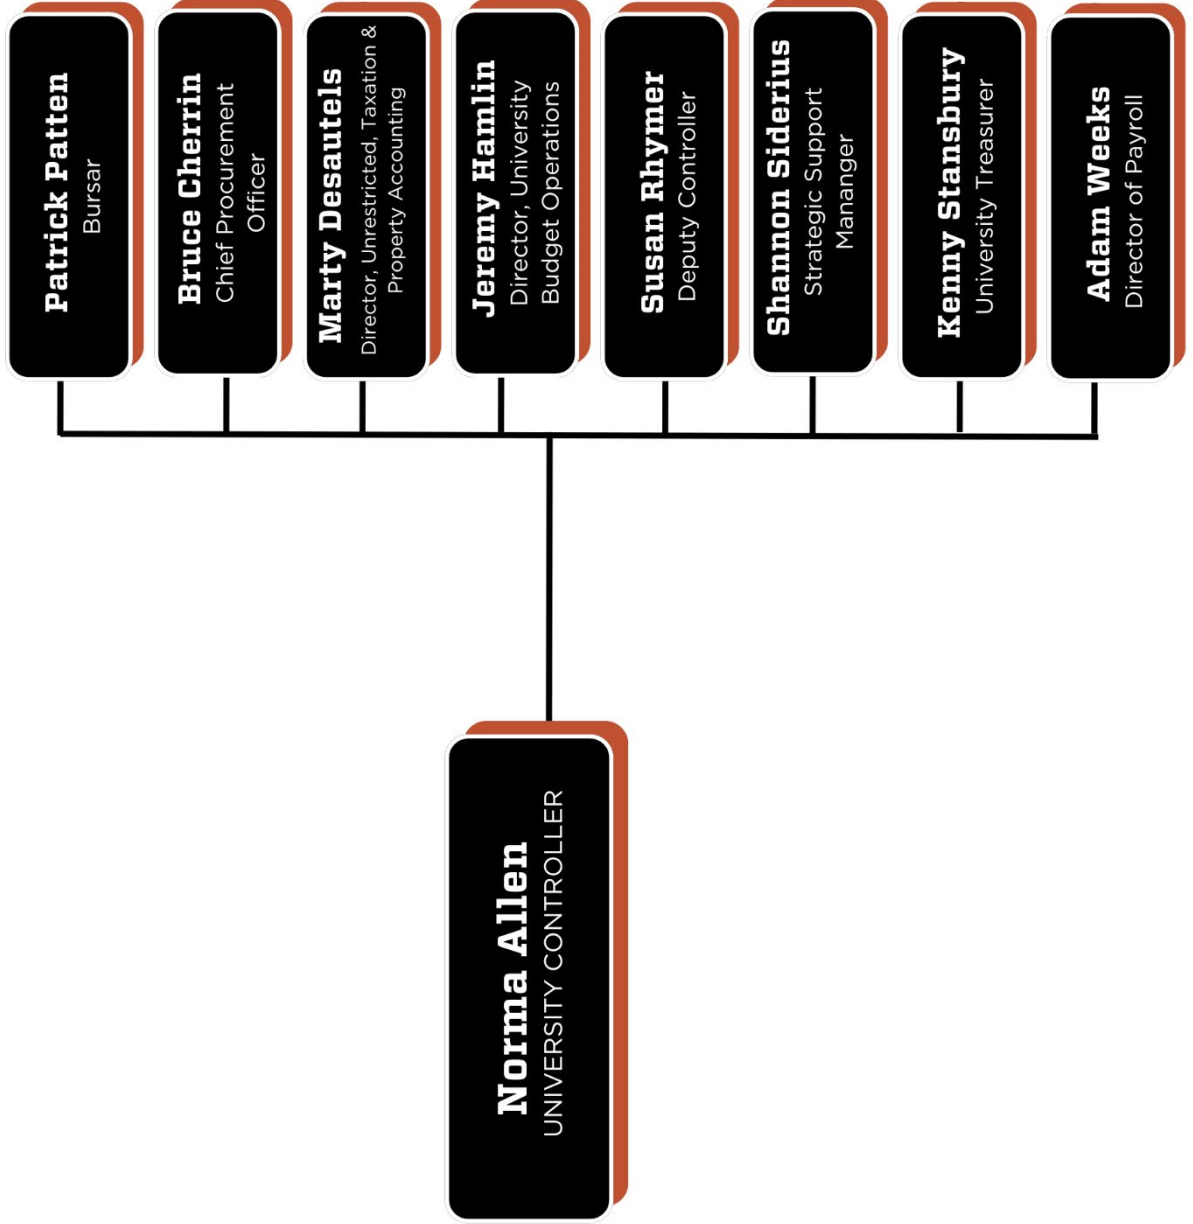 Norma Allen
UNIVERSITY CONTROLLER
Patrick Patten
Bursar
Bruce Cherrin
Chief Procurement
Officer
Marty Desautels
Director, Unrestricted, Taxation &
Property Accounting
Jeremy Hamlin
Director, University
Budget Operations
Susan Rhymer
Deputy Controller
Shannon Siderius
Strategic Support
Mananger
Kenny Stansbury
University Treasurer
Adam Weeks
Director of Payroll